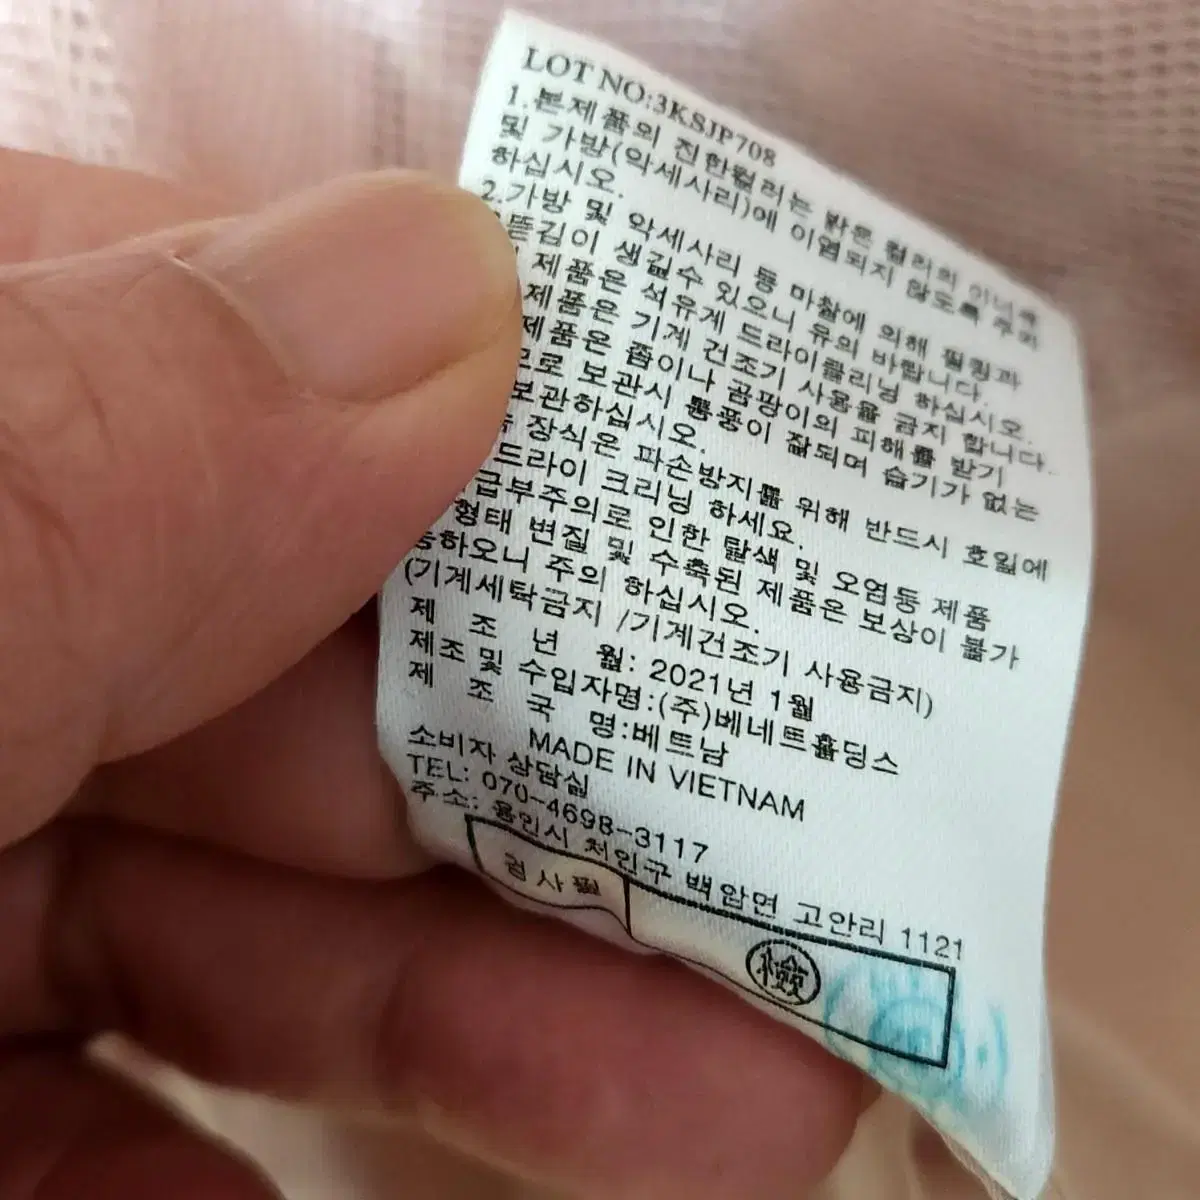 LOT NO:3KSJP708
1.본제품의 진한컬러는 밝은 컬러의 이너웨
및 가방(악세사리)에 이염되지 않도록 주의
하십시오.
2.가방 및 악세사리 등 마찰에 의해 필링과
뜯김이 생길수 있으니 유의 바랍니다.
제품은 석유계 드라이클리닝 하십시오.
제품은 기계 건조기 사용을 금지 합니다.
제품은 좀이나 곰팡이의 피해를 받기
므로 보관시 통풍이 잘되며 습기가 없는
보관하십시오.
장식은 파손방지를 위해 반드시 호일에
드라이 크리닝 하세요.
급부주의로 인한 탈색 및 오염등 제품
형태 변질 및 수축된 제품은 보상이 불가
능하오니 주의 하십시오.
(기계세탁금지 /기계건조기 사용금지)
제 조 년 월: 2021년 1월
제조 및 수입자명:(주)베네트홀딩스
제 조 국 명:베트남
MADE IN VIETNAM
소비자 상담실
TEL: 070-4698-3117
주소: 용인시 처인구 백암면 고안리 1121
검사필
檢